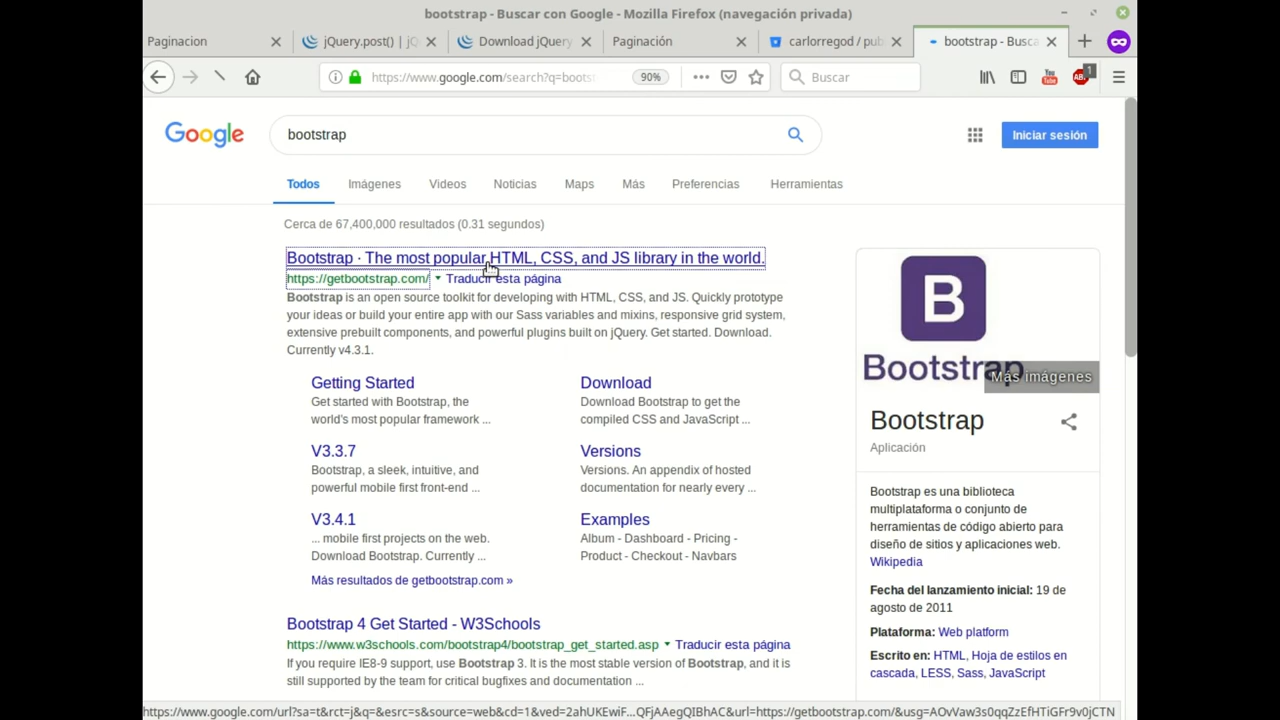 bootstrap - Buscar con Google - Mozilla Firefox (navegación privada)
Paginacion
jQuery.post() | jQ
Download jQuery
Paginación
carlorregod / pub
bootstrap - Busca
https://www.google.com/search?q=boots
90%
Buscar
You
Tube
ABP
1
Google
bootstrap
Iniciar sesión
Todos
Imágenes
Videos
Noticias
Maps
Más
Preferencias
Herramientas
Cerca de 67,400,000 resultados (0.31 segundos)
Bootstrap · The most popular HTML, CSS, and JS library in the world.
https://getbootstrap.com/
Traducir esta página
Bootstrap is an open source toolkit for developing with HTML, CSS, and JS. Quickly prototype
your ideas or build your entire app with our Sass variables and mixins, responsive grid system,
extensive prebuilt components, and powerful plugins built on jQuery. Get started. Download.
Currently v4.3.1.
Getting Started
Get started with Bootstrap, the
world's most popular framework ...
Download
Download Bootstrap to get the
compiled CSS and JavaScript ...
V3.3.7
Bootstrap, a sleek, intuitive, and
powerful mobile first front-end ...
Versions
Versions. An appendix of hosted
documentation for nearly every ...
V3.4.1
... mobile first projects on the web.
Download Bootstrap. Currently ...
Examples
Album - Dashboard - Pricing -
Product - Checkout - Navbars
Más resultados de getbootstrap.com »
Bootstrap 4 Get Started - W3Schools
https://www.w3schools.com/bootstrap4/bootstrap_get_started.asp
Traducir esta página
If you require IE8-9 support, use Bootstrap 3. It is the most stable version of Bootstrap, and it is
still supported by the team for critical bugfixes and documentation ...
B
Bootstrap
Más imágenes
Bootstrap
Aplicación
Bootstrap es una biblioteca
multiplataforma o conjunto de
herramientas de código abierto para
diseño de sitios y aplicaciones web.
Wikipedia
Fecha del lanzamiento inicial: 19 de
agosto de 2011
Plataforma: Web platform
Escrito en: HTML, Hoja de estilos en
cascada, LESS, Sass, JavaScript
https://www.google.com/url?sa=t&rct=j&q=&esrc=s&source=web&cd=1&ved=2ahUKEwiF…QFjAAegQIBhAC&url=https://getbootstrap.com/&usg=AOvVaw3s0qqZzEfHTiGFr9v0jCTN